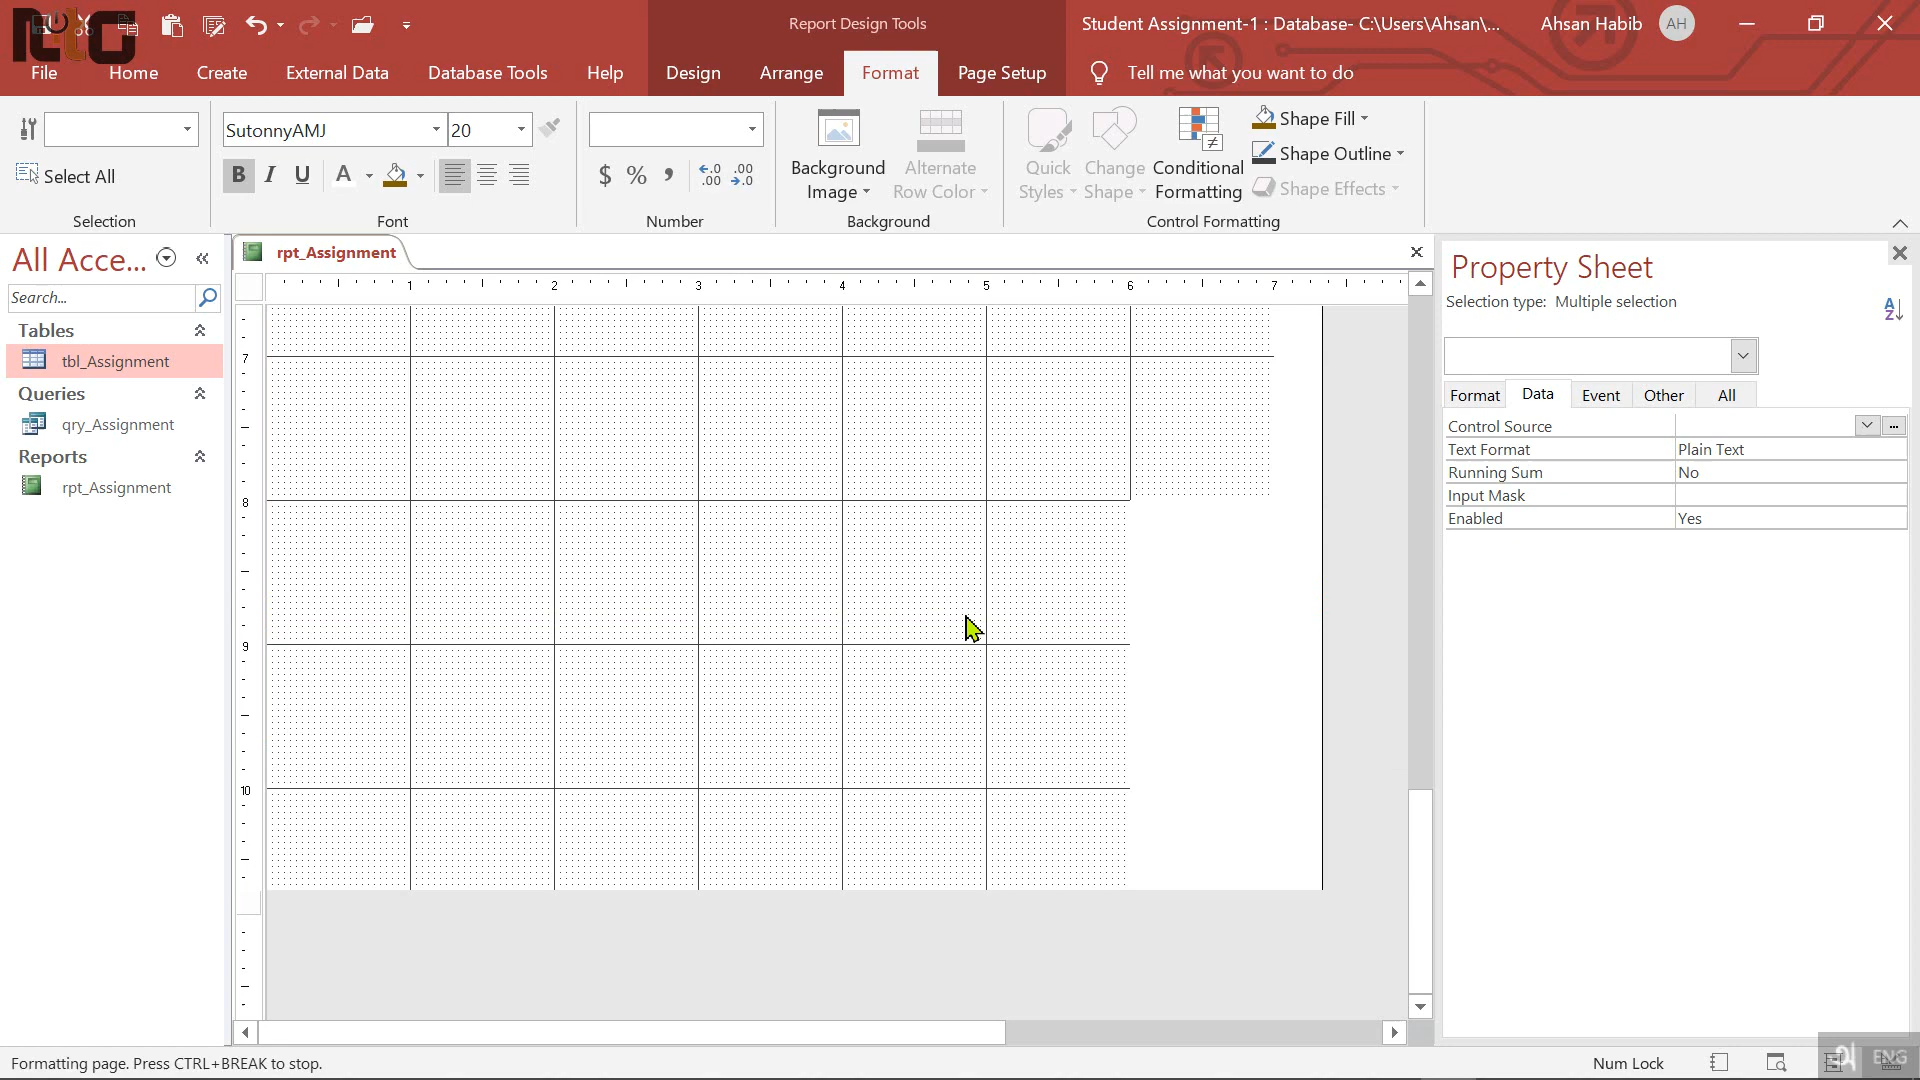 Report Design Tools
Student Assignment-1 : Database- C:\Users\Ahsan\...
Ahsan Habib
AH
File
Home
Create
External Data
Database Tools
Help
Design
Arrange
Format
Page Setup
Tell me what you want to do
Select All
Selection
SutonnyAMJ
20
B I U A
Font
$ % ,
Number
Background Image
Alternate Row Color
Background
Quick Styles
Change Shape
Conditional Formatting
Shape Fill
Shape Outline
Shape Effects
Control Formatting
All Acce...
Search...
Tables
tbl_Assignment
Queries
qry_Assignment
Reports
rpt_Assignment
rpt_Assignment
1 2 3 4 5 6 7
7
8
9
10
Property Sheet
Selection type: Multiple selection
Format
Data
Event
Other
All
Control Source
Text Format Plain Text
Running Sum No
Input Mask
Enabled Yes
Formatting page. Press CTRL+BREAK to stop.
Num Lock
ENG